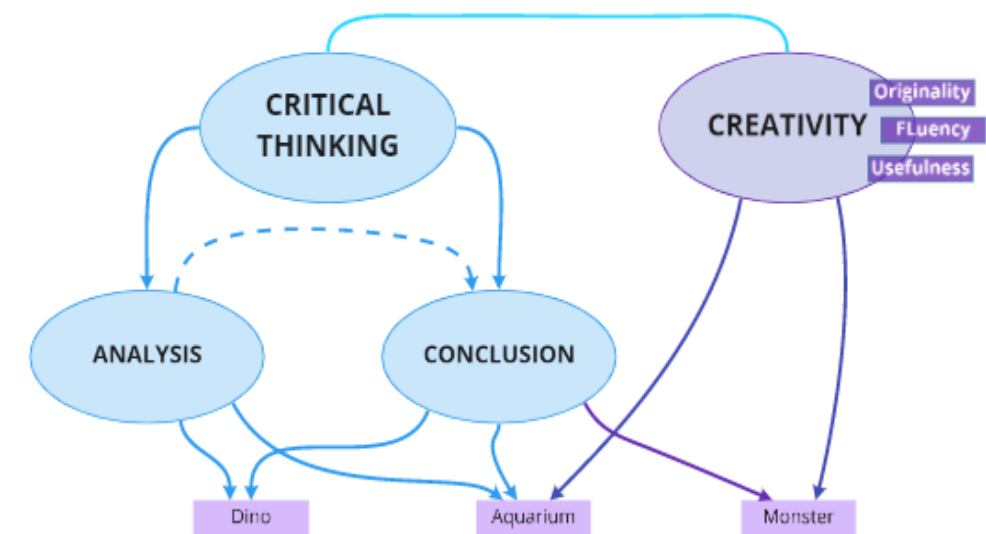 CRITICAL
THINKING
CREATIVITY
Originality
FLuency
Usefulness
ANALYSIS
CONCLUSION
Dino
Aquarium
Monster